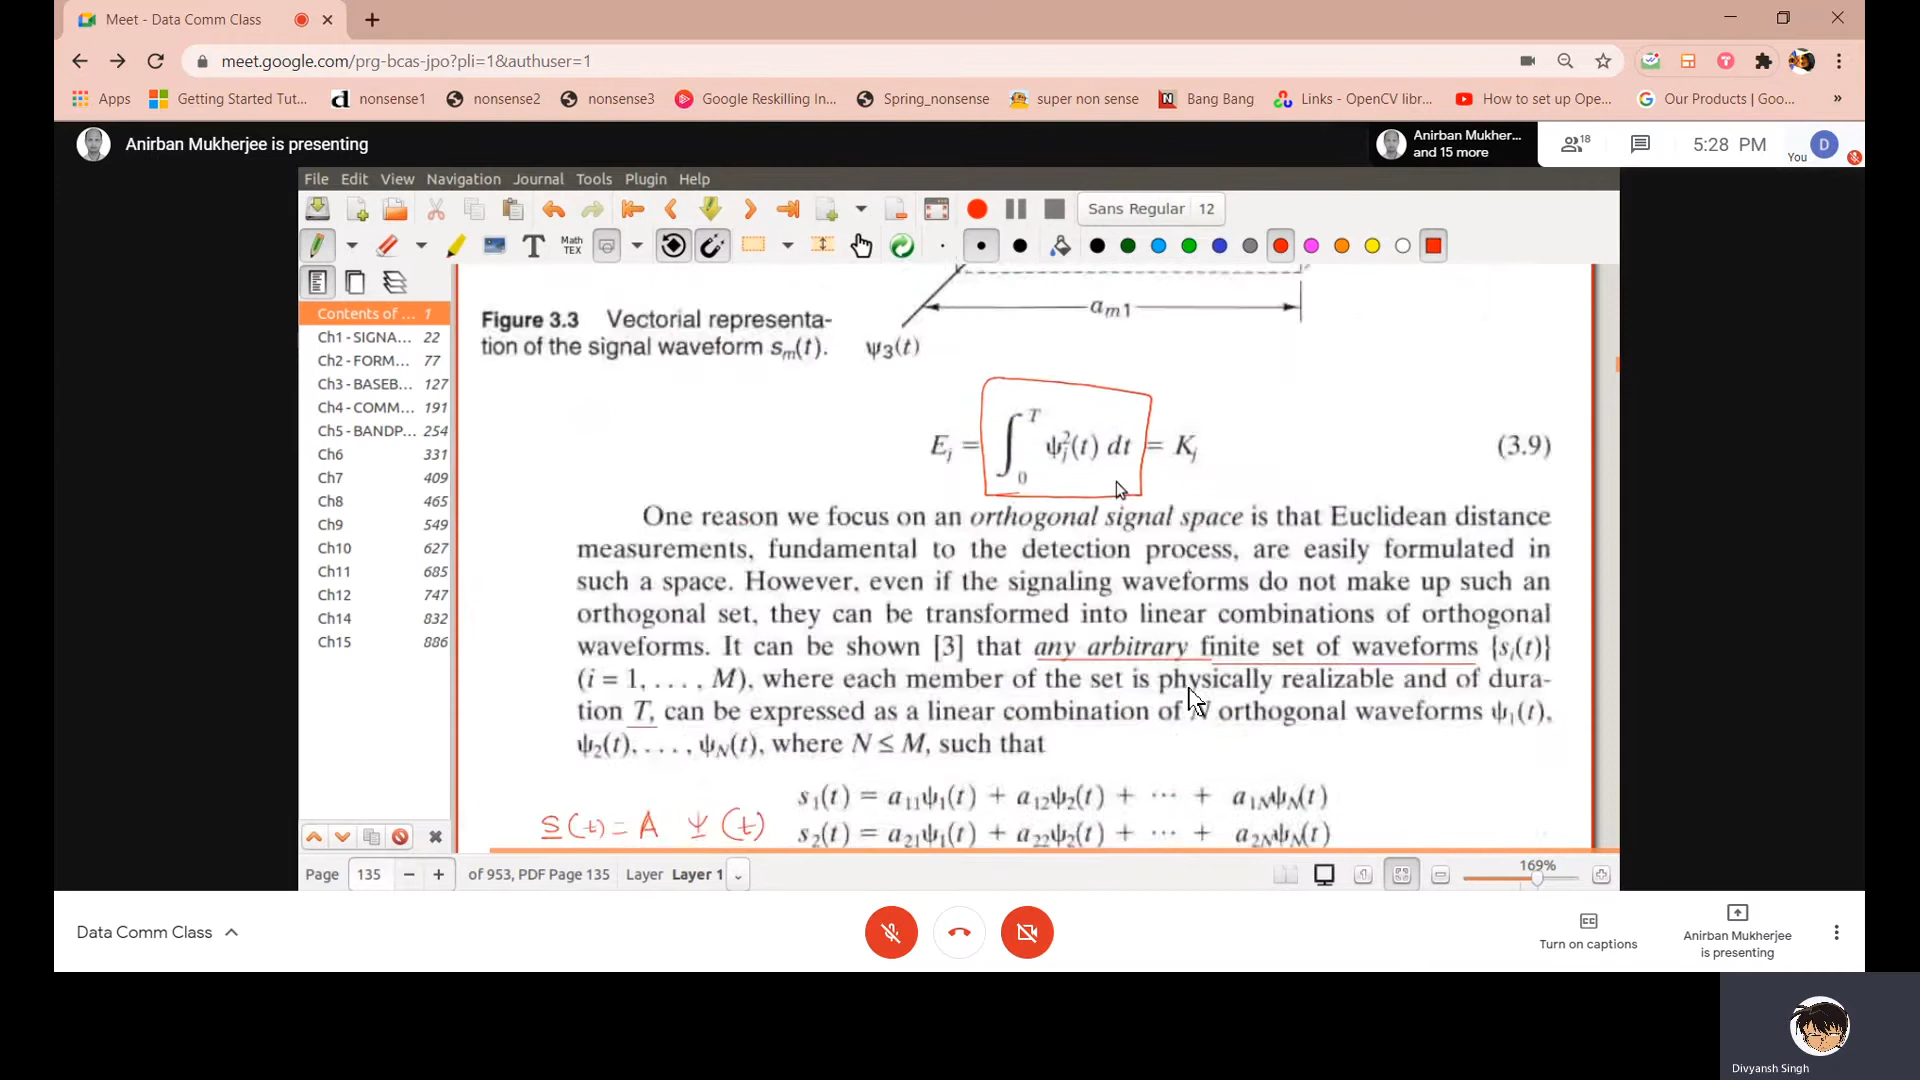 Meet - Data Comm Class
meet.google.com/prg-bcas-jpo?pli=1&authuser=1
Apps Getting Started Tut... nonsense1 nonsense2 nonsense3 Google Reskilling In... Spring_nonsense super non sense Bang Bang Links - OpenCV libr... How to set up Ope... Our Products | Goo... »
Anirban Mukherjee is presenting
Anirban Mukher...
and 15 more
18
5:28 PM
You
D
File Edit View Navigation Journal Tools Plugin Help
Sans Regular 12
Math
TEX
Contents of ... 1
Ch1 - SIGNA... 22
Ch2 - FORM... 77
Ch3 - BASEB... 127
Ch4 - COMM... 191
Ch5 - BANDP... 254
Ch6 331
Ch7 409
Ch8 465
Ch9 549
Ch10 627
Ch11 685
Ch12 747
Ch14 832
Ch15 886
a_m1
Figure 3.3 Vectorial representa-
tion of the signal waveform s_m(t). ψ₃(t)
E_j = ∫₀ᵀ ψ_j²(t) dt = K_j (3.9)
One reason we focus on an orthogonal signal space is that Euclidean distance
measurements, fundamental to the detection process, are easily formulated in
such a space. However, even if the signaling waveforms do not make up such an
orthogonal set, they can be transformed into linear combinations of orthogonal
waveforms. It can be shown [3] that any arbitrary finite set of waveforms {s_i(t)}
(i = 1, . . . , M), where each member of the set is physically realizable and of dura-
tion T, can be expressed as a linear combination of N orthogonal waveforms ψ₁(t),
ψ₂(t), . . . , ψ_N(t), where N ≤ M, such that
s₁(t) = a₁₁ψ₁(t) + a₁₂ψ₂(t) + ··· + a_1Nψ_N(t)
S(t) = A Ψ(t)
s₂(t) = a₂₁ψ₁(t) + a₂₂ψ₂(t) + ··· + a_2Nψ_N(t)
Page 135 − + of 953, PDF Page 135 Layer Layer 1
169%
Data Comm Class
CC
Turn on captions
Anirban Mukherjee
is presenting
Divyansh Singh